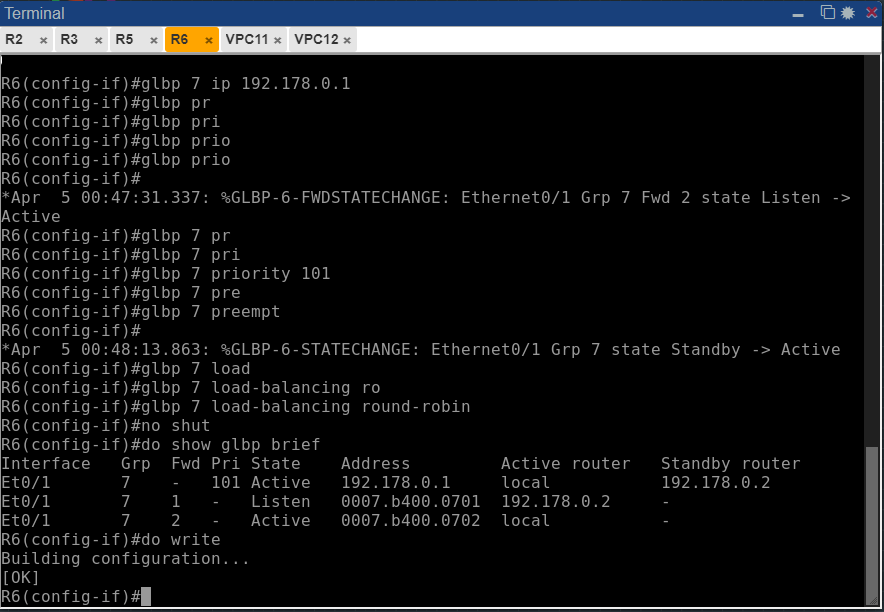 Terminal
R2 × R3 × R5 × R6 × VPC11 × VPC12 ×
R6(config-if)#glbp 7 ip 192.178.0.1
R6(config-if)#glbp pr
R6(config-if)#glbp pri
R6(config-if)#glbp prio
R6(config-if)#glbp prio
R6(config-if)#
*Apr  5 00:47:31.337: %GLBP-6-FWDSTATECHANGE: Ethernet0/1 Grp 7 Fwd 2 state Listen ->
Active
R6(config-if)#glbp 7 pr
R6(config-if)#glbp 7 pri
R6(config-if)#glbp 7 priority 101
R6(config-if)#glbp 7 pre
R6(config-if)#glbp 7 preempt
R6(config-if)#
*Apr  5 00:48:13.863: %GLBP-6-STATECHANGE: Ethernet0/1 Grp 7 state Standby -> Active
R6(config-if)#glbp 7 load
R6(config-if)#glbp 7 load-balancing ro
R6(config-if)#glbp 7 load-balancing round-robin
R6(config-if)#no shut
R6(config-if)#do show glbp brief
Interface   Grp  Fwd Pri State    Address         Active router   Standby router
Et0/1       7    -   101 Active   192.178.0.1     local           192.178.0.2
Et0/1       7    1   -   Listen   0007.b400.0701  192.178.0.2     -
Et0/1       7    2   -   Active   0007.b400.0702  local           -
R6(config-if)#do write
Building configuration...
[OK]
R6(config-if)#